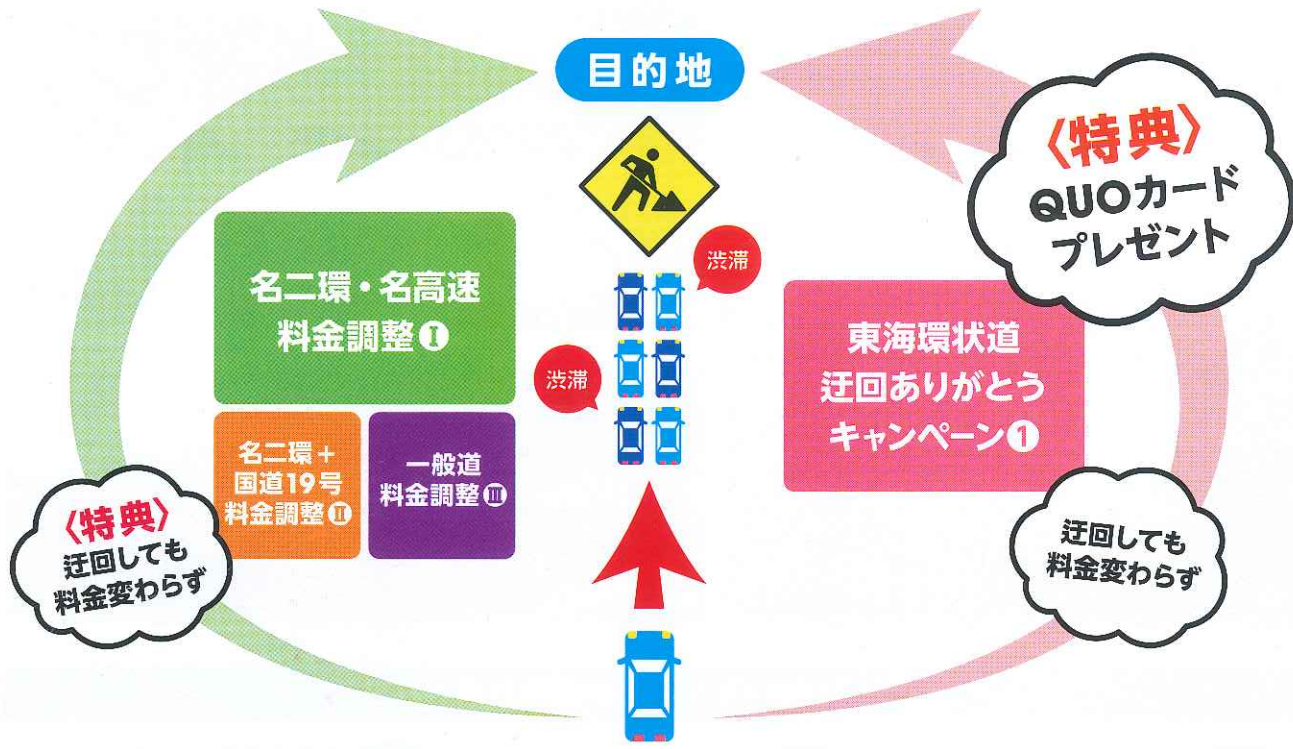 目的地
〈特典〉
QUOカード
プレゼント
渋滞
名二環・名高速
料金調整Ⅰ
東海環状道
迂回ありがとう
キャンペーン1
渋滞
名二環+
国道19号
料金調整Ⅱ
一般道
料金調整Ⅲ
〈特典〉
迂回しても
料金変わらず
迂回しても
料金変わらず